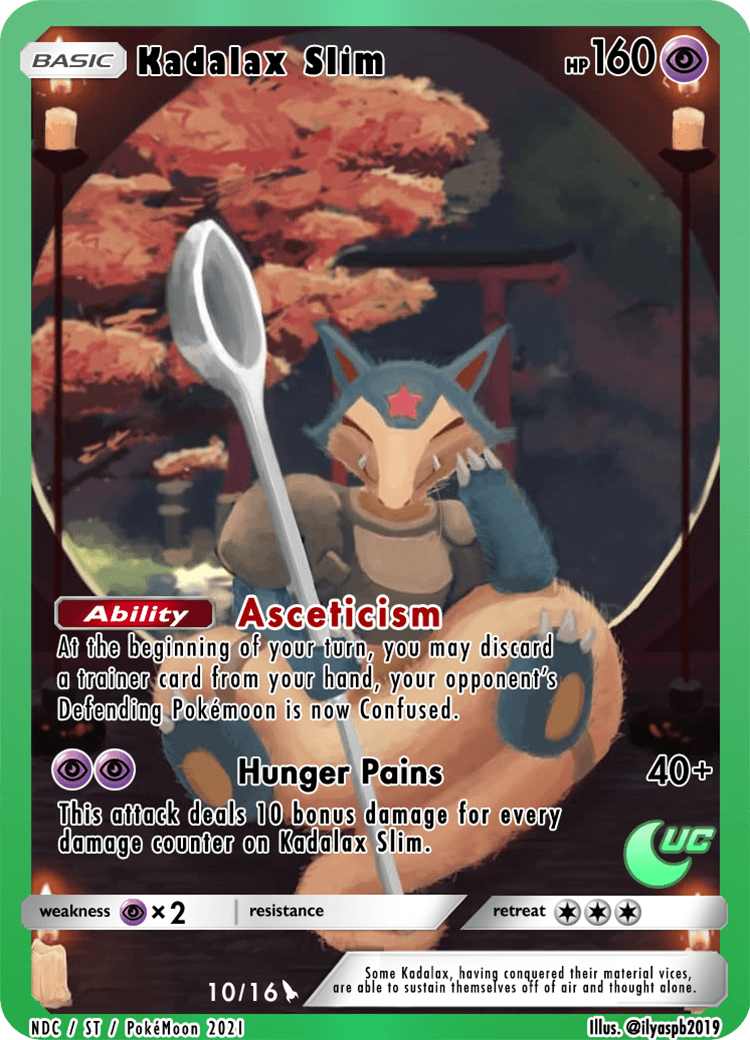 BASIC Kadalax Slim HP160
Ability Asceticism
At the beginning of your turn, you may discard
a trainer card from your hand, your opponent's
Defending Pokémoon is now Confused.
Hunger Pains 40+
This attack deals 10 bonus damage for every
damage counter on Kadalax Slim.
UC
weakness ×2 resistance retreat
10/16
Some Kadalax, having conquered their material vices,
are able to sustain themselves off of air and thought alone.
NDC / ST / PokéMoon 2021 Illus. @ilyaspb2019